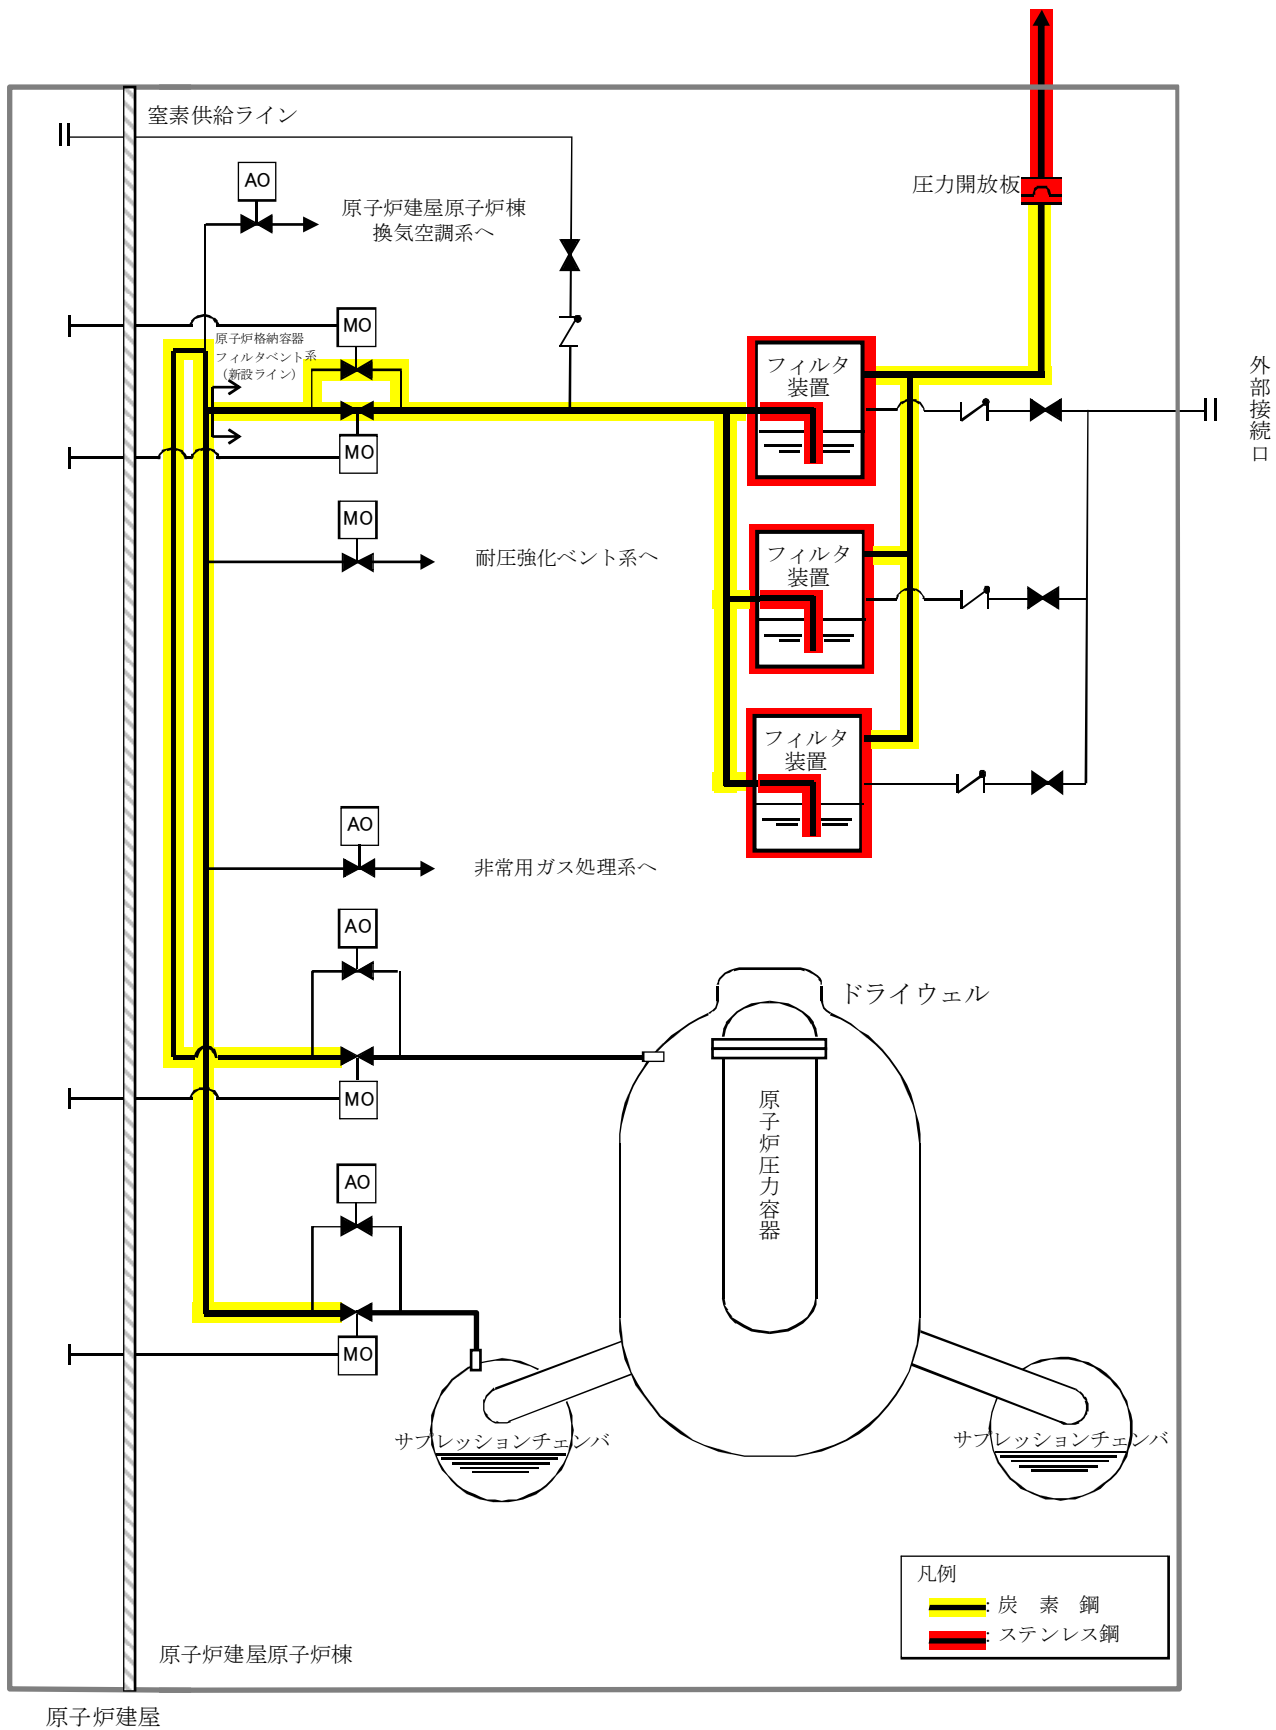 窒素供給ライン
圧力開放板
AO
原子炉建屋原子炉棟
換気空調系へ
MO
原子炉格納容器
フィルタベント系
（新設ライン）
MO
フィルタ
装置
外部接続口
MO
耐圧強化ベント系へ
フィルタ
装置
フィルタ
装置
AO
非常用ガス処理系へ
AO
ドライウェル
MO
原子炉圧力容器
AO
MO
サプレッションチェンバ
サプレッションチェンバ
凡例
:炭　素　鋼
:ステンレス鋼
原子炉建屋原子炉棟
原子炉建屋